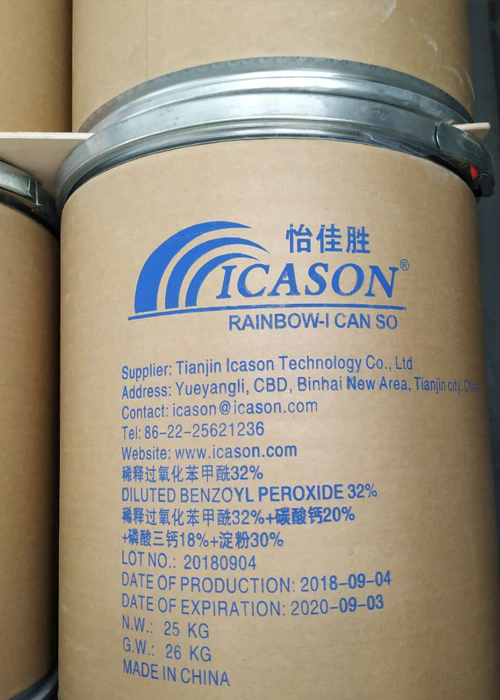 怡佳胜
ICASON®
RAINBOW-I CAN SO
Supplier: Tianjin Icason Technology Co., Ltd
Address: Yueyangli, CBD, Binhai New Area, Tianjin city, China
Contact: icason@icason.com
Tel: 86-22-25621236
Website: www.icason.com
稀释过氧化苯甲酰32%
DILUTED BENZOYL PEROXIDE 32%
稀释过氧化苯甲酰32%+碳酸钙20%
+磷酸三钙18%+淀粉30%
LOT NO.: 20180904
DATE OF PRODUCTION: 2018-09-04
DATE OF EXPIRATION: 2020-09-03
N.W.: 25 KG
G.W.: 26 KG
MADE IN CHINA